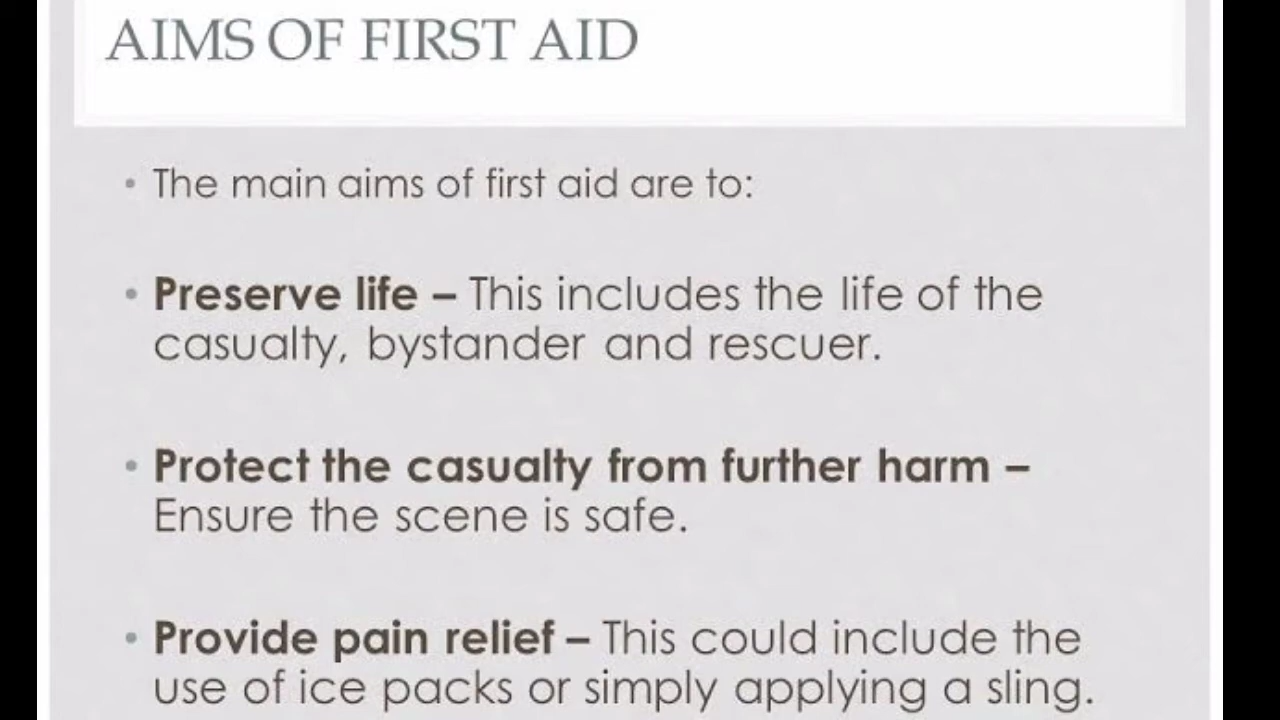 AIMS OF FIRST AID
• The main aims of first aid are to:
• Preserve life – This includes the life of the
casualty, bystander and rescuer.
• Protect the casualty from further harm –
Ensure the scene is safe.
• Provide pain relief – This could include the
use of ice packs or simply applying a sling.